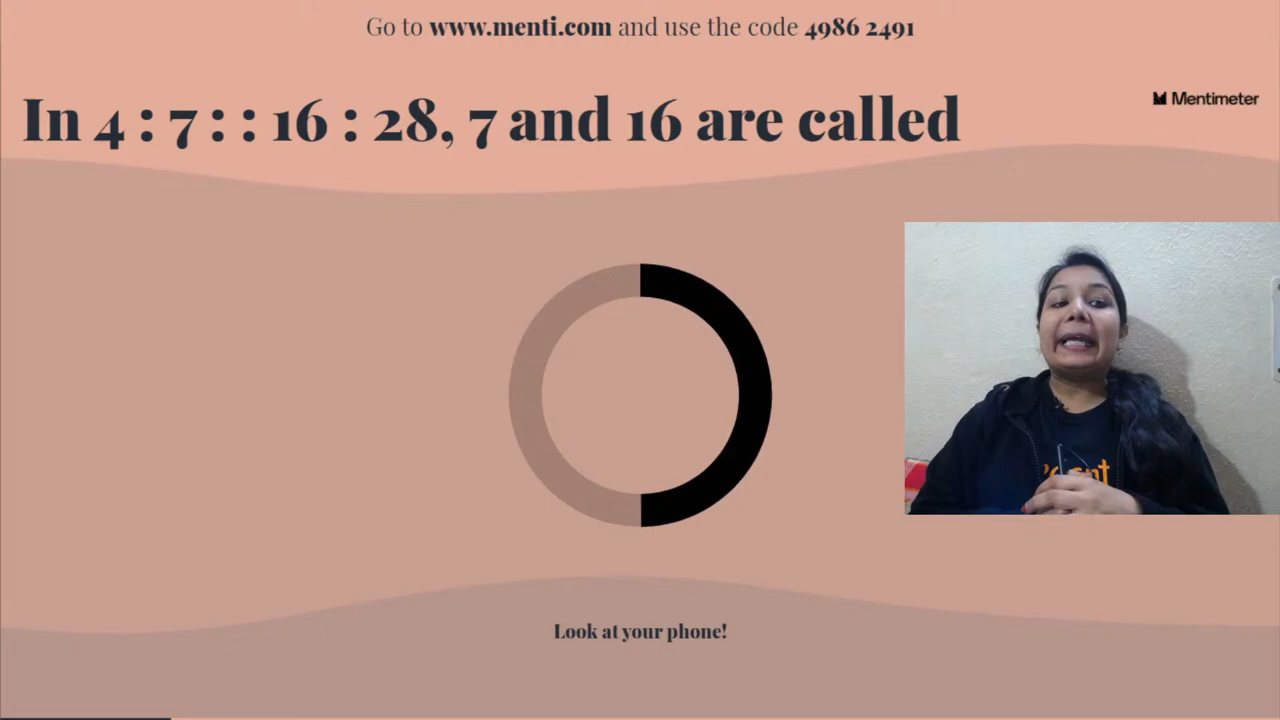 Go to www.menti.com and use the code 4986 2491
In 4 : 7 : : 16 : 28, 7 and 16 are called
Mentimeter
Look at your phone!